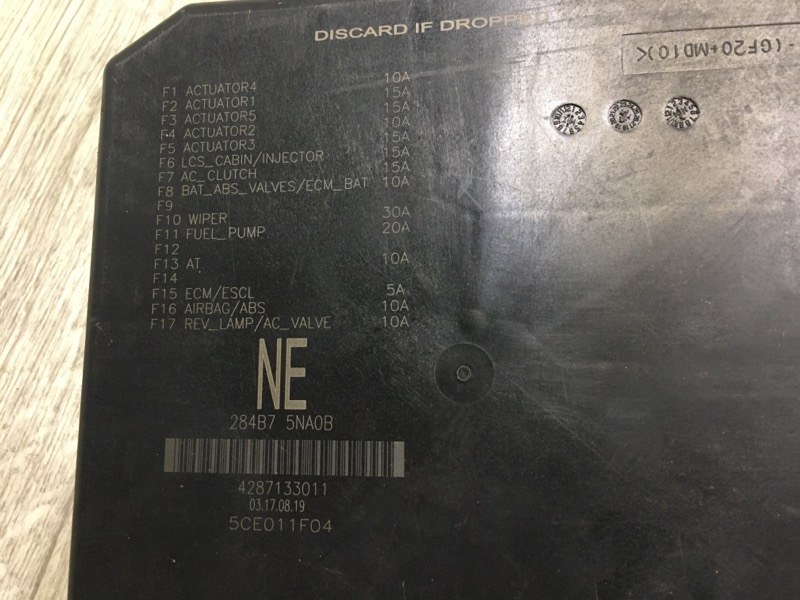 DISCARD IF DROPPED
-(GF20+MD10)<
F1 ACTUATOR4 10A
F2 ACTUATOR1 15A
F3 ACTUATOR5 15A
F4 ACTUATOR2 10A
F5 ACTUATOR3 15A
F6 LCS_CABIN/INJECTOR 15A
F7 AC_CLUTCH 15A
F8 BAT_ABS_VALVES/ECM_BAT 10A
F9
F10 WIPER 30A
F11 FUEL_PUMP 20A
F12
F13 AT 10A
F14
F15 ECM/ESCL 5A
F16 AIRBAG/ABS 10A
F17 REV_LAMP/AC_VALVE 10A
NE
284B7 5NA0B
4287133011
03.17.08.19
5CE011F04